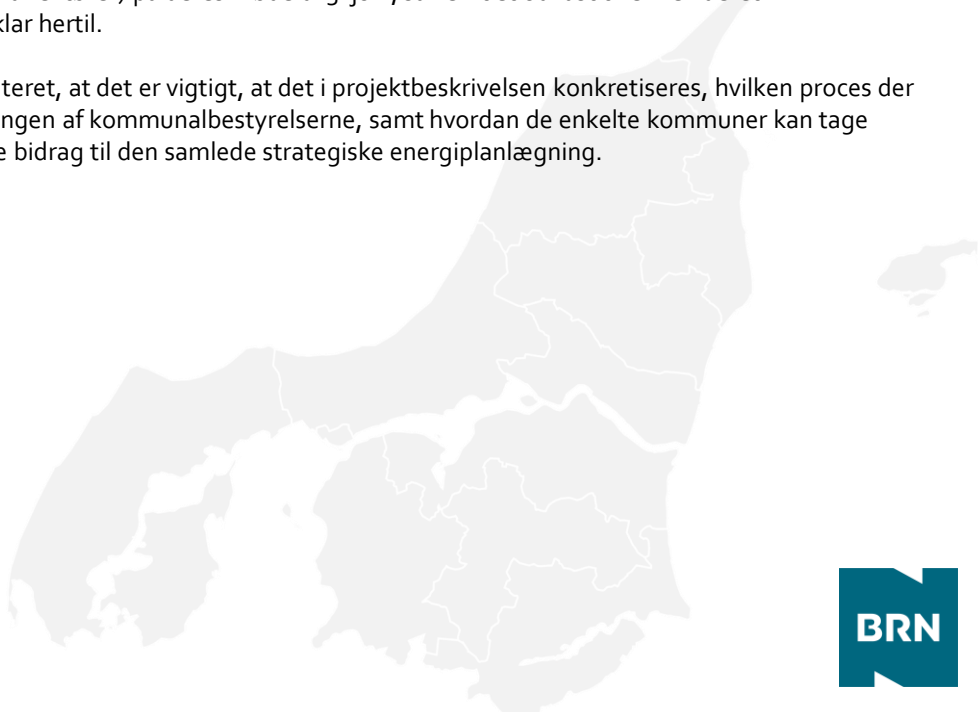 klar hertil.
teret, at det er vigtigt, at det i projektbeskrivelsen konkretiseres, hvilken proces der
ngen af kommunalbestyrelserne, samt hvordan de enkelte kommuner kan tage
e bidrag til den samlede strategiske energiplanlægning.
BRN